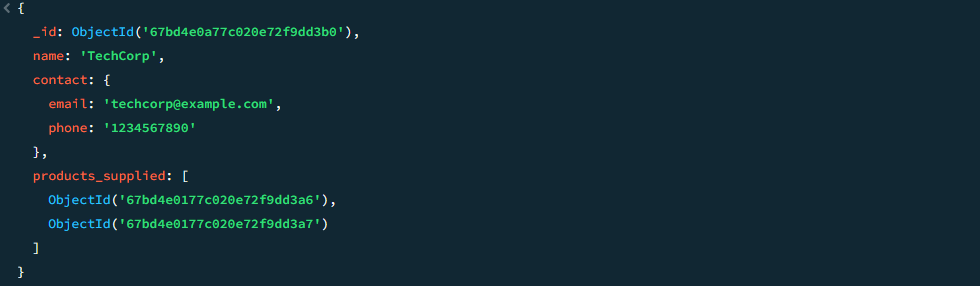 {
_id: ObjectId('67bd4e0a77c020e72f9dd3b0'),
name: 'TechCorp',
contact: {
email: 'techcorp@example.com',
phone: '1234567890'
},
products_supplied: [
ObjectId('67bd4e0177c020e72f9dd3a6'),
ObjectId('67bd4e0177c020e72f9dd3a7')
]
}